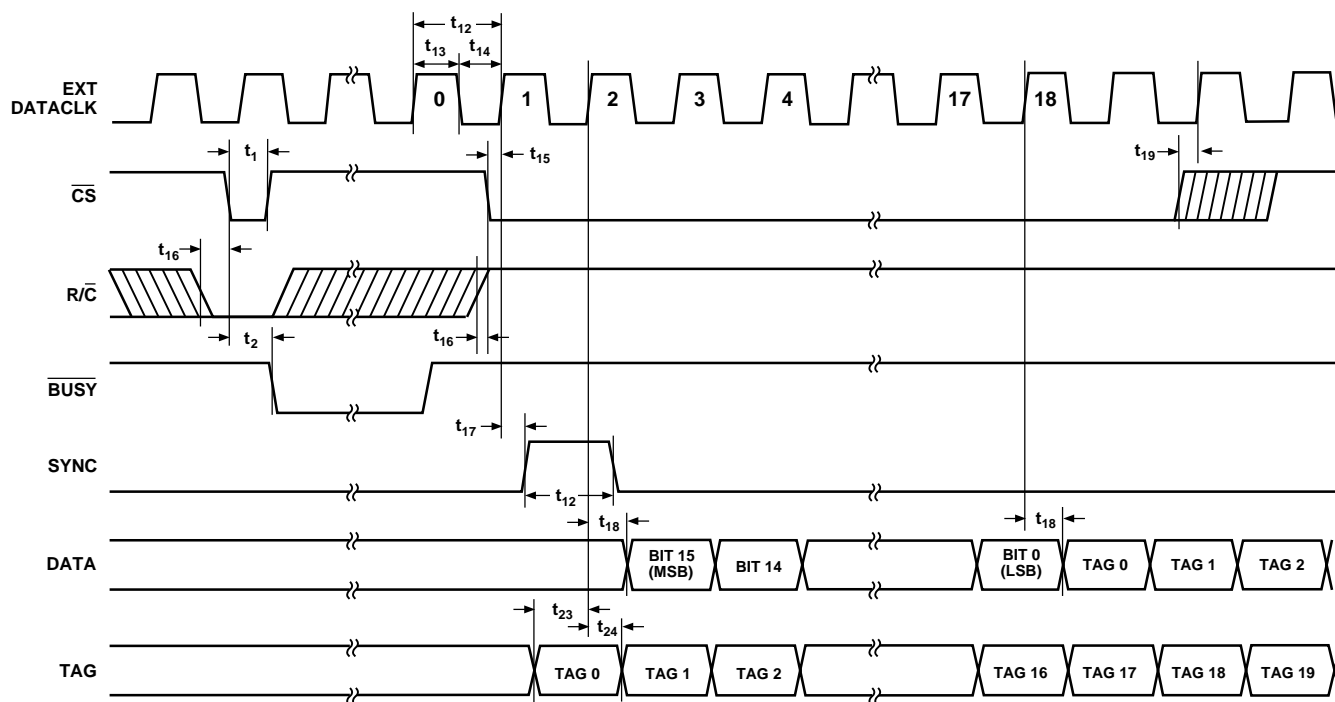 t12
t13 t14
EXT
DATACLK
0 1 2 3 4 17 18
t1 t15 t19
CS
t16
R/C
t2 t16
BUSY
t17
SYNC
t12
t18 t18
DATA
BIT 15
(MSB)
BIT 14
BIT 0
(LSB)
TAG 0 TAG 1 TAG 2
t23
t24
TAG
TAG 0 TAG 1 TAG 2 TAG 16 TAG 17 TAG 18 TAG 19